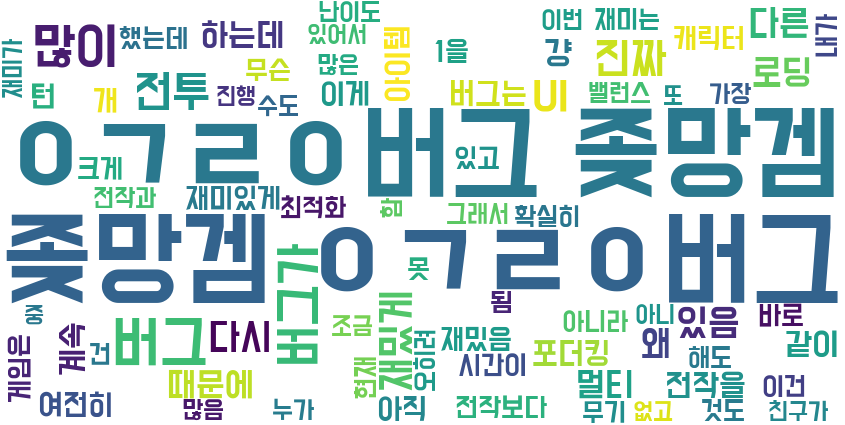 난이도
이번 재미는 다른 내가
재미가 많이 했는데 하는데 있어서 1을 걍 진짜 캐릭터
무슨 많은 아이템 로딩
턴 개 전투 진행 수도 이게 버그는 UI 밸런스 또 가장
ㅇㄱㄹㅇ버그 좆망겜
크게 있고
전작과 재미있게 최적화 함 그래서 확실히
좆망겜 ㅇㄱㄹㅇ버그
버그가 못
중 됨
게임은 계속 건 버그 다시 조금 재밌게 오히려 재밌음 아니라 아니 있음 바로
현재 시간이 포더킹 왜 해도 같이
여전히 때문에 멀티 전작을 이건
많음 누가 아직 전작보다 무기 없고 것도 친구가